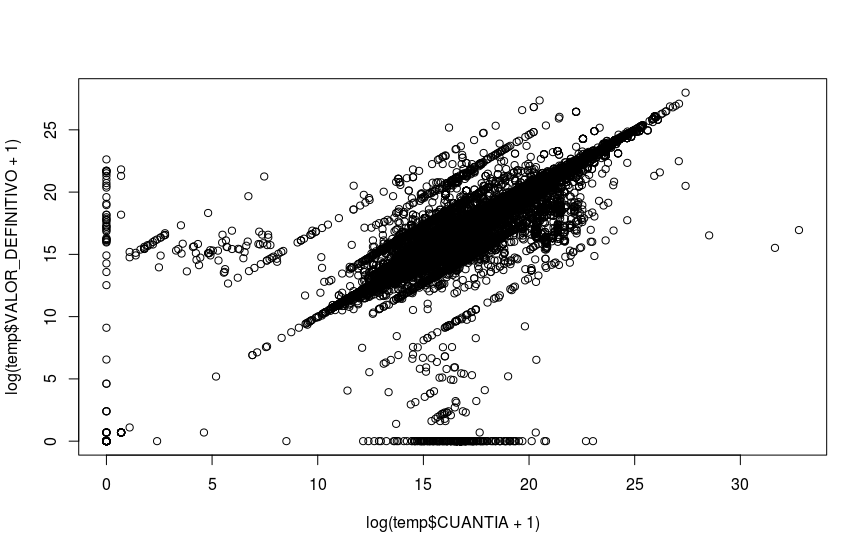 log(temp$VALOR_DEFINITIVO + 1)
25
20
15
10
5
0
0 5 10 15 20 25 30
log(temp$CUANTIA + 1)